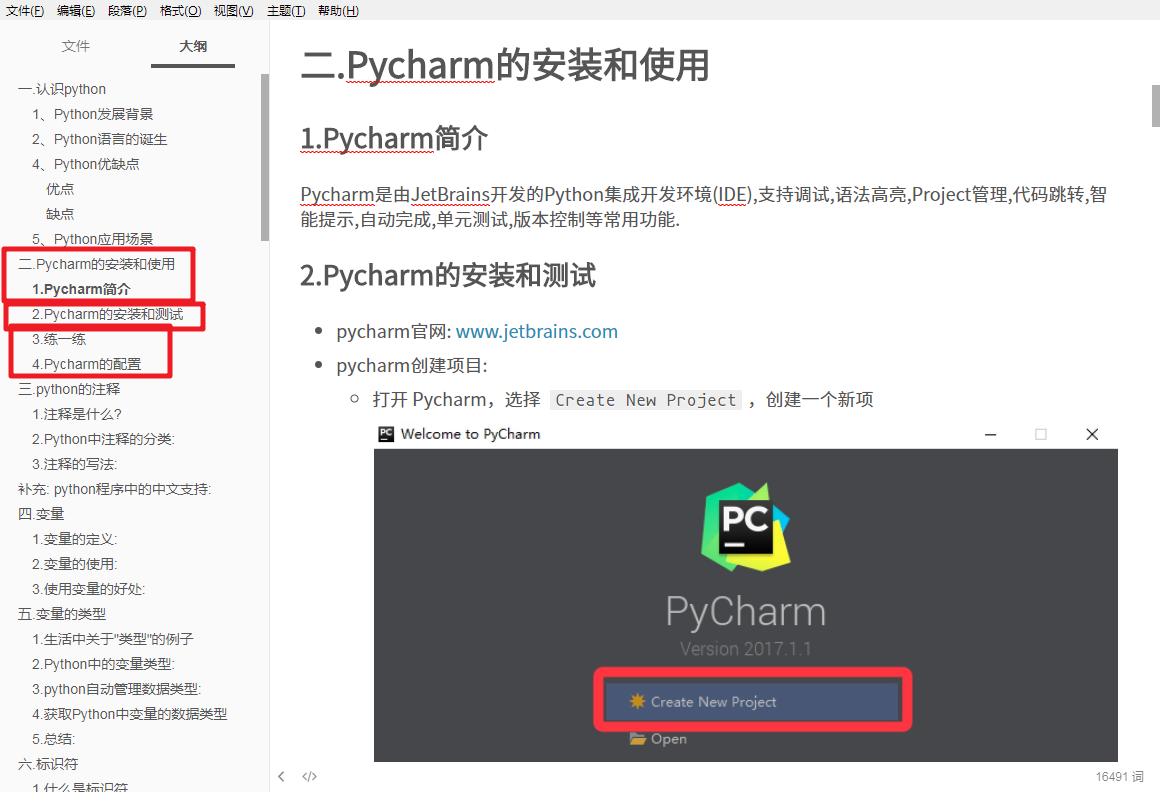 文件(F) 编辑(E) 段落(P) 格式(O) 视图(V) 主题(T) 帮助(H)
文件 大纲
一.认识python
1、Python发展背景
2、Python语言的诞生
4、Python优缺点
优点
缺点
5、Python应用场景
二.Pycharm的安装和使用
1.Pycharm简介
2.Pycharm的安装和测试
3.练一练
4.Pycharm的配置
三.python的注释
1.注释是什么?
2.Python中注释的分类:
3.注释的写法:
补充: python程序中的中文支持:
四.变量
1.变量的定义:
2.变量的使用:
3.使用变量的好处:
五.变量的类型
1.生活中关于"类型"的例子
2.Python中的变量类型:
3.python自动管理数据类型:
4.获取Python中变量的数据类型
5.总结:
六.标识符
1.什么是标识符
二.Pycharm的安装和使用
1.Pycharm简介
Pycharm是由JetBrains开发的Python集成开发环境(IDE),支持调试,语法高亮,Project管理,代码跳转,智
能提示,自动完成,单元测试,版本控制等常用功能.
2.Pycharm的安装和测试
pycharm官网: www.jetbrains.com
pycharm创建项目:
打开 Pycharm，选择 Create New Project ，创建一个新项
PC Welcome to PyCharm
PC
PyCharm
Version 2017.1.1
Create New Project
Open
16491 词